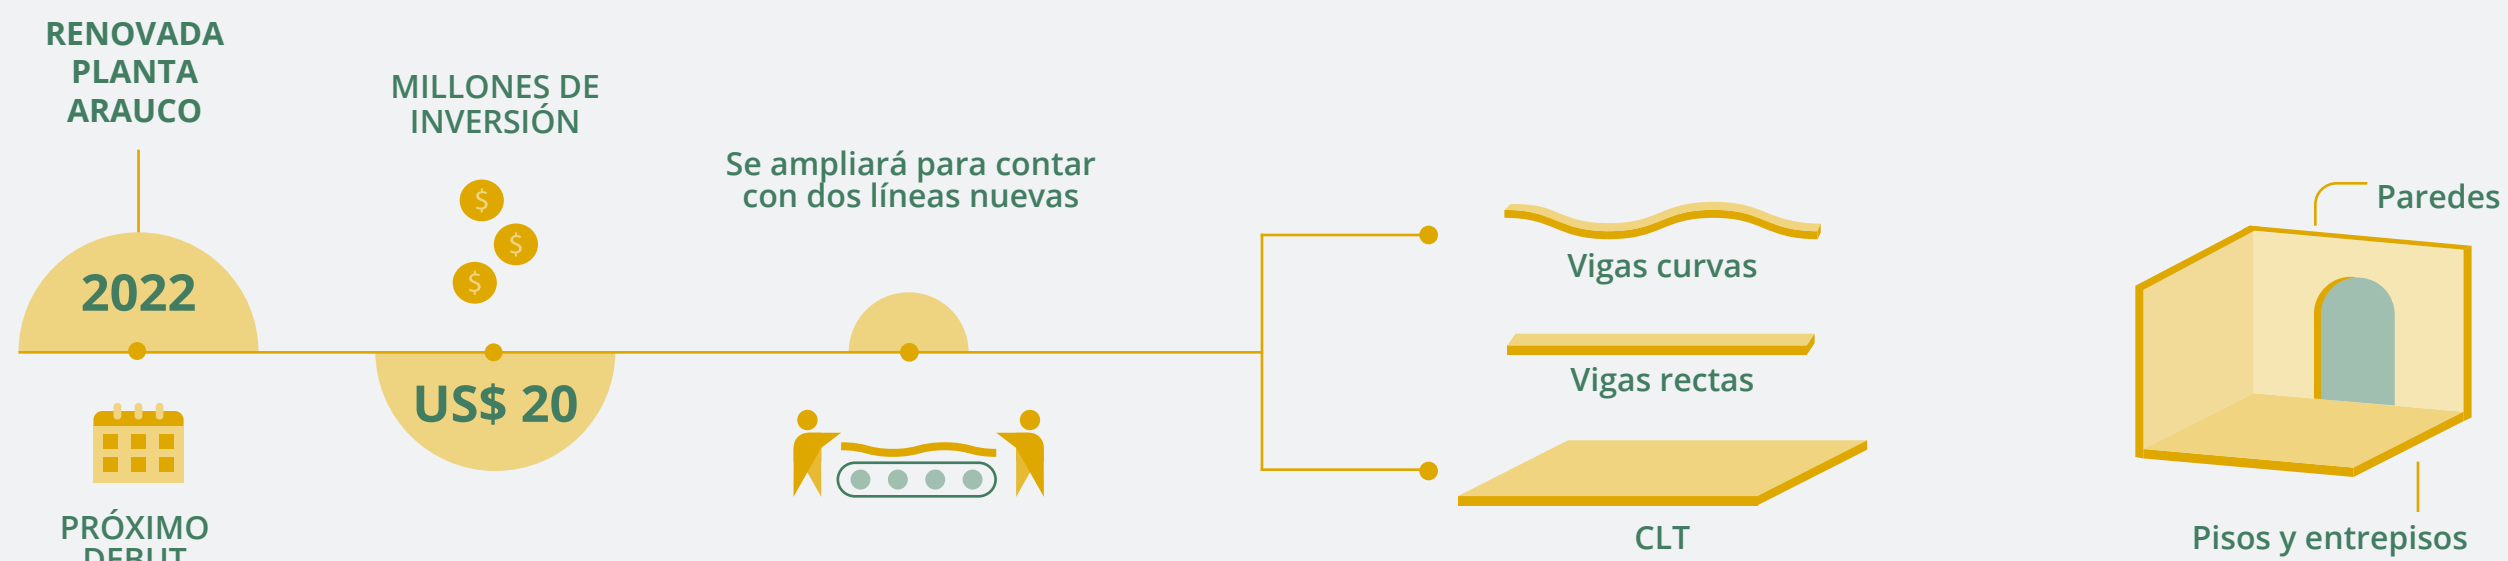 RENOVADA
PLANTA
ARAUCO
2022
PRÓXIMO
DEBUT
MILLONES DE
INVERSIÓN
$
$
$
US$ 20
Se ampliará para contar
con dos líneas nuevas
Vigas curvas
Vigas rectas
CLT
Paredes
Pisos y entrepisos